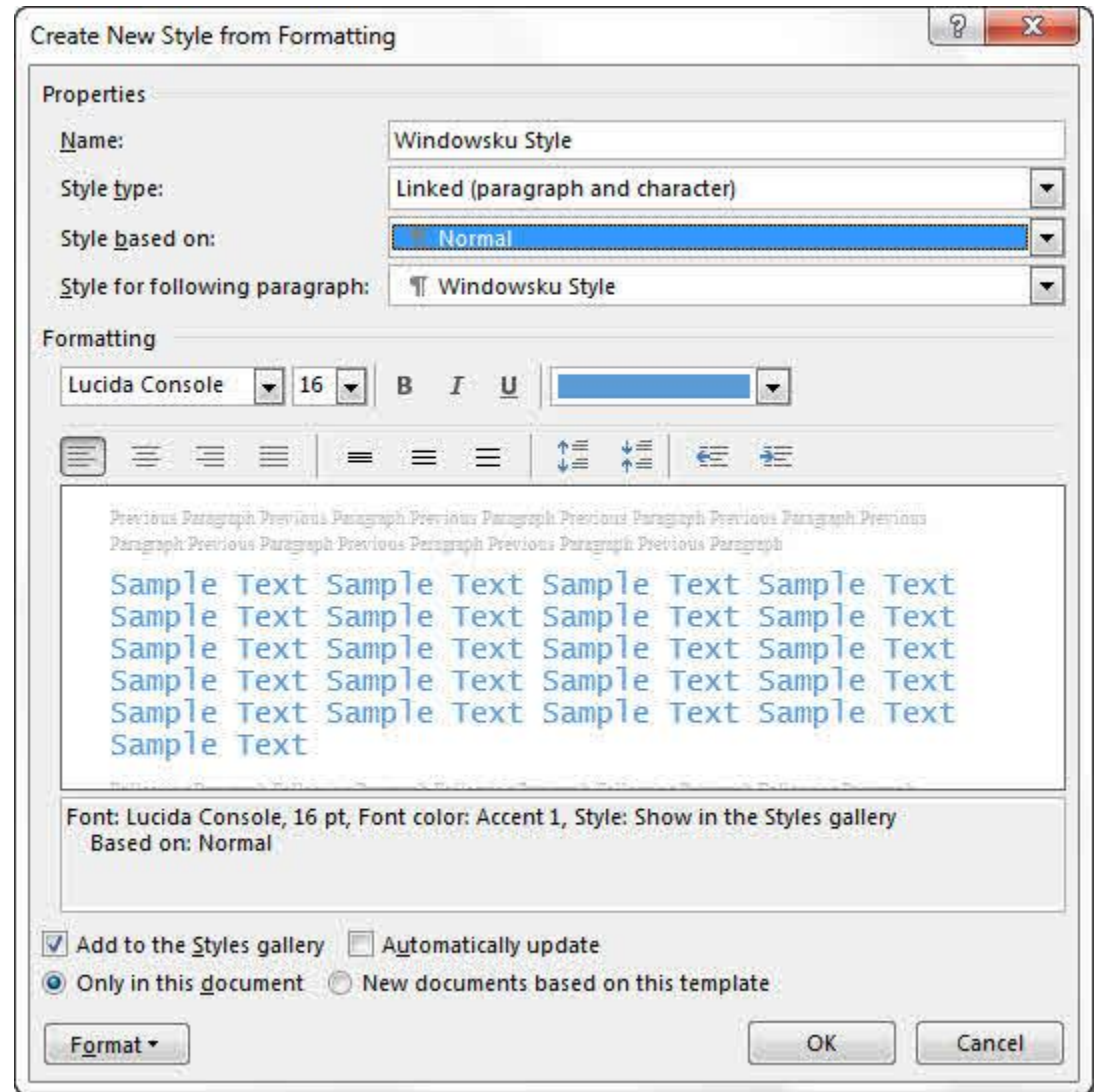 Create New Style from Formatting
?
Properties
Name: Windowsku Style
Style type: Linked (paragraph and character)
Style based on: ¶ Normal
Style for following paragraph: ¶ Windowsku Style
Formatting
Lucida Console 16 B I U
Previous Paragraph Previous Paragraph Previous Paragraph Previous Paragraph Previous Paragraph Previous
Paragraph Previous Paragraph Previous Paragraph Previous Paragraph Previous Paragraph
Sample Text Sample Text Sample Text Sample Text
Sample Text Sample Text Sample Text Sample Text
Sample Text Sample Text Sample Text Sample Text
Sample Text Sample Text Sample Text Sample Text
Sample Text Sample Text Sample Text Sample Text
Sample Text
Font: Lucida Console, 16 pt, Font color: Accent 1, Style: Show in the Styles gallery
Based on: Normal
Add to the Styles gallery Automatically update
Only in this document New documents based on this template
Format OK Cancel